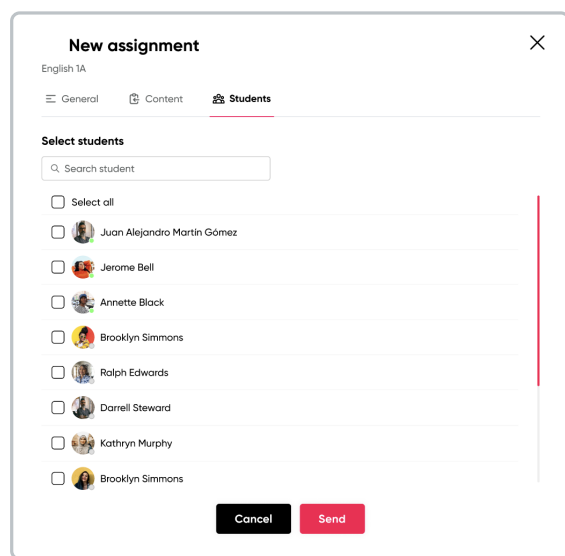 New assignment
English 1A
General Content Students
Select students
Search student
Select all
Juan Alejandro Martín Gómez
Jerome Bell
Annette Black
Brooklyn Simmons
Ralph Edwards
Darrell Steward
Kathryn Murphy
Brooklyn Simmons
Cancel Send